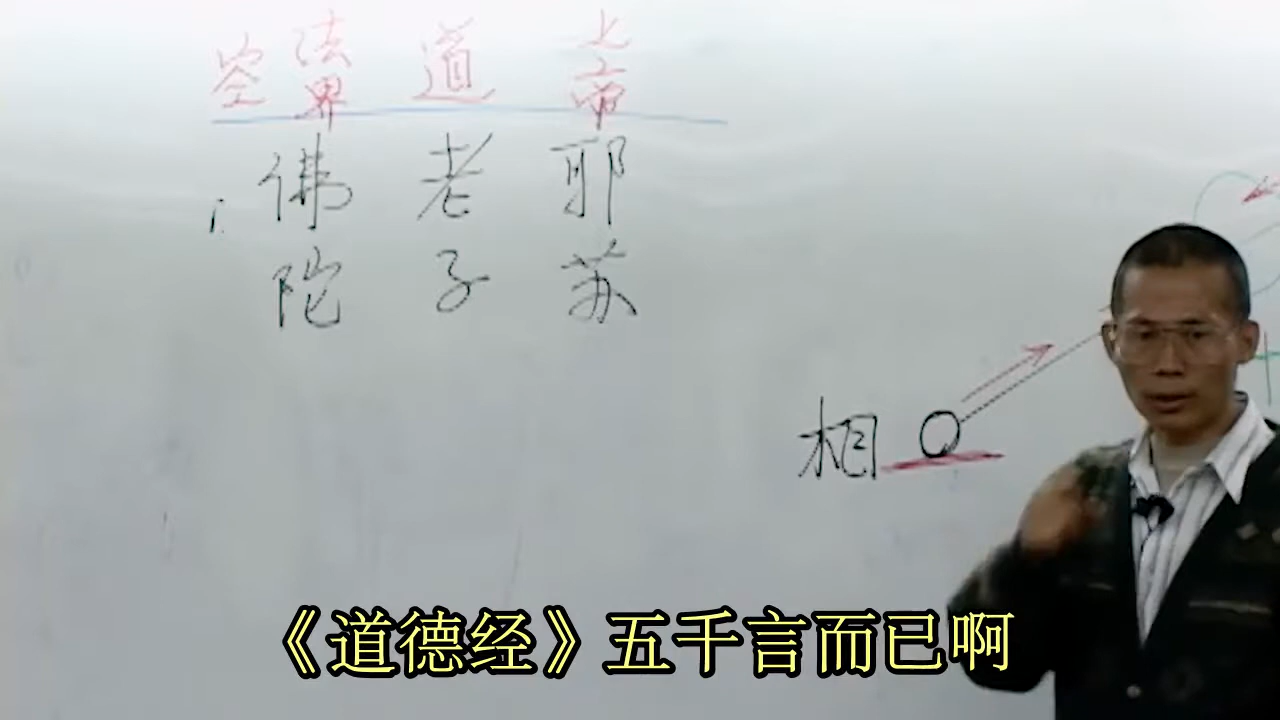 空 法界 道 上帝
佛陀 老子 耶苏
相
《道德经》五千言而已啊